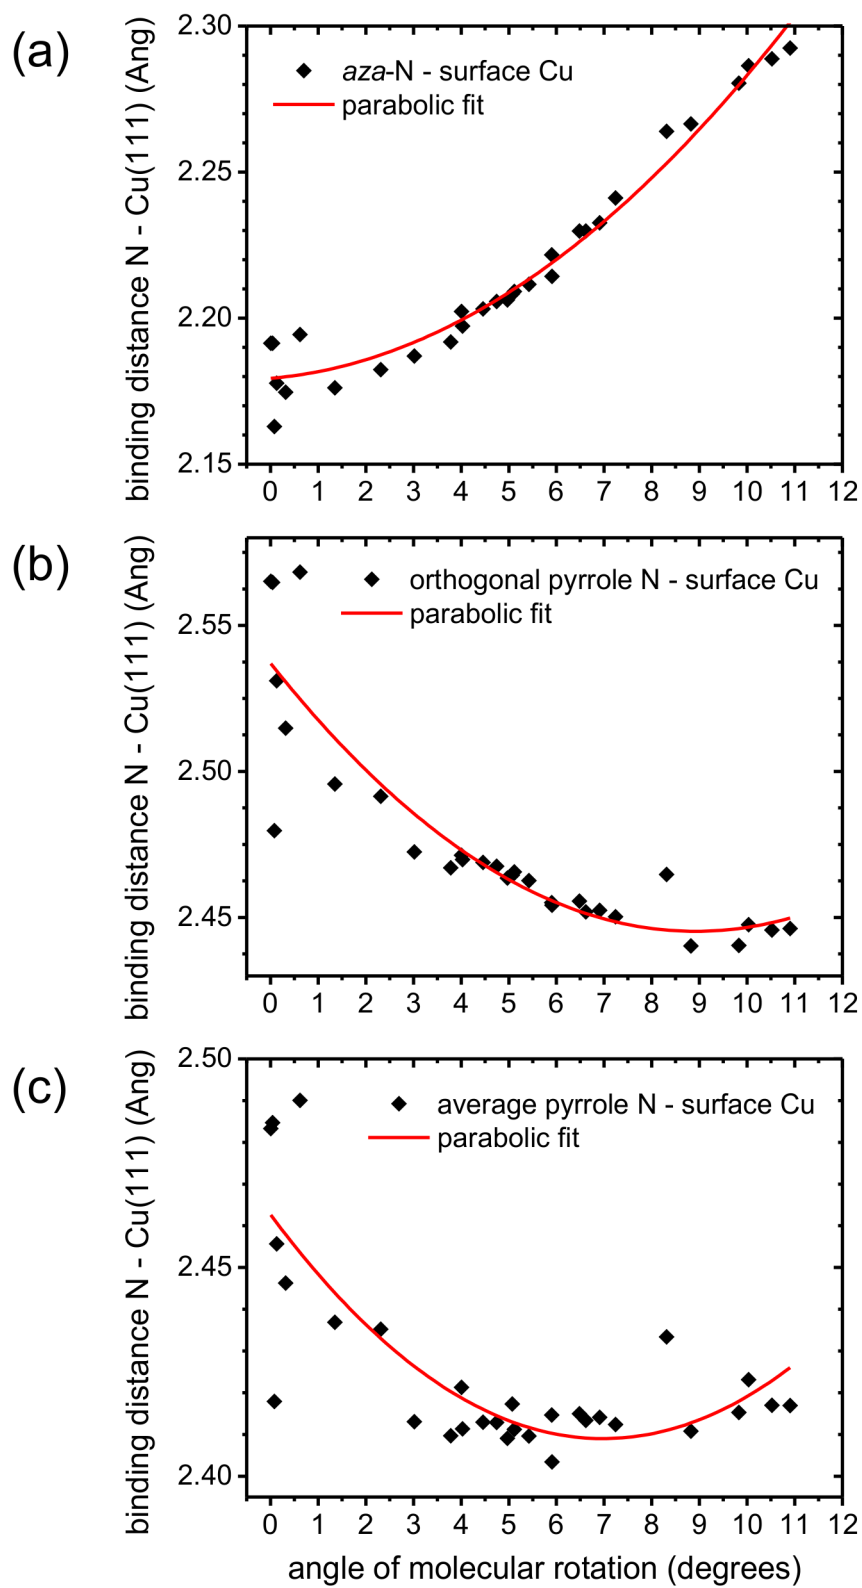 (a)
binding distance N - Cu(111) (Ang)
2.30
2.25
2.20
2.15
aza-N - surface Cu
parabolic fit
0 1 2 3 4 5 6 7 8 9 10 11 12
(b)
binding distance N - Cu(111) (Ang)
2.55
2.50
2.45
orthogonal pyrrole N - surface Cu
parabolic fit
0 1 2 3 4 5 6 7 8 9 10 11 12
(c)
binding distance N - Cu(111) (Ang)
2.50
2.45
2.40
average pyrrole N - surface Cu
parabolic fit
0 1 2 3 4 5 6 7 8 9 10 11 12
angle of molecular rotation (degrees)